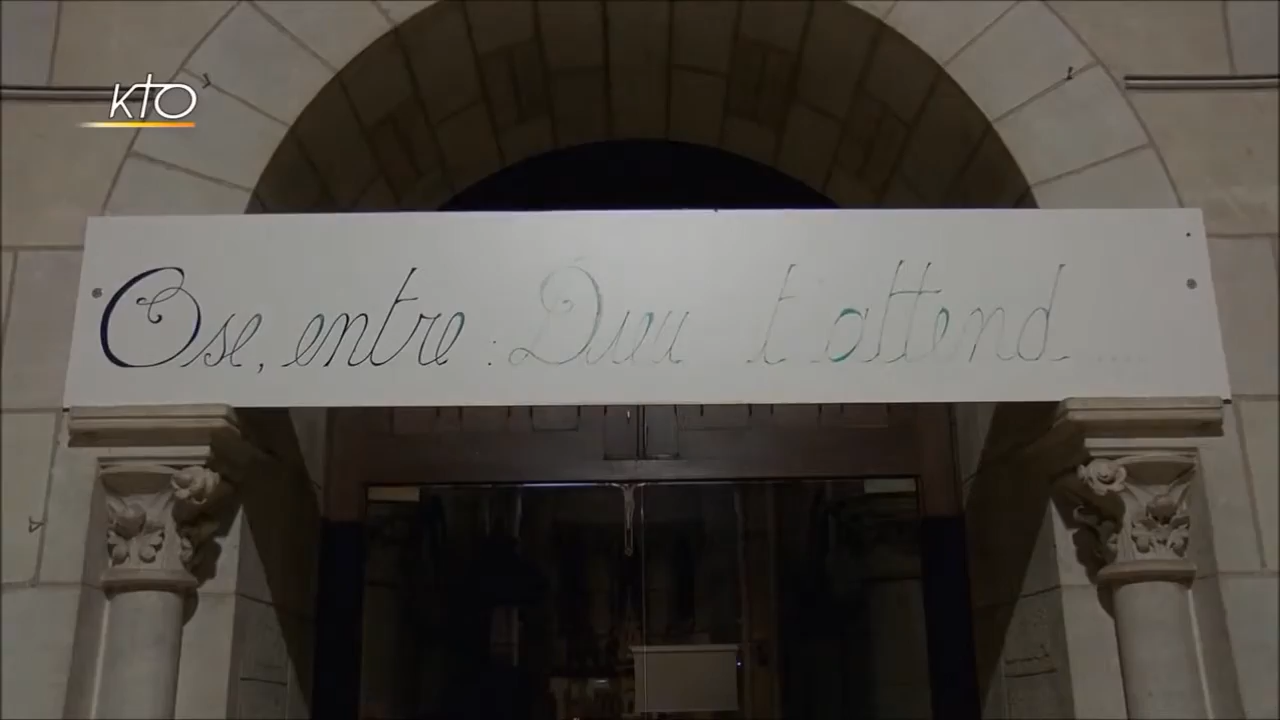 KTO
Ose, entre : Dieu t'attend....